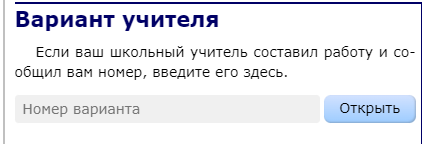 Вариант учителя
Если ваш школьный учитель составил работу и со-
общил вам номер, введите его здесь.
Номер варианта
Открыть